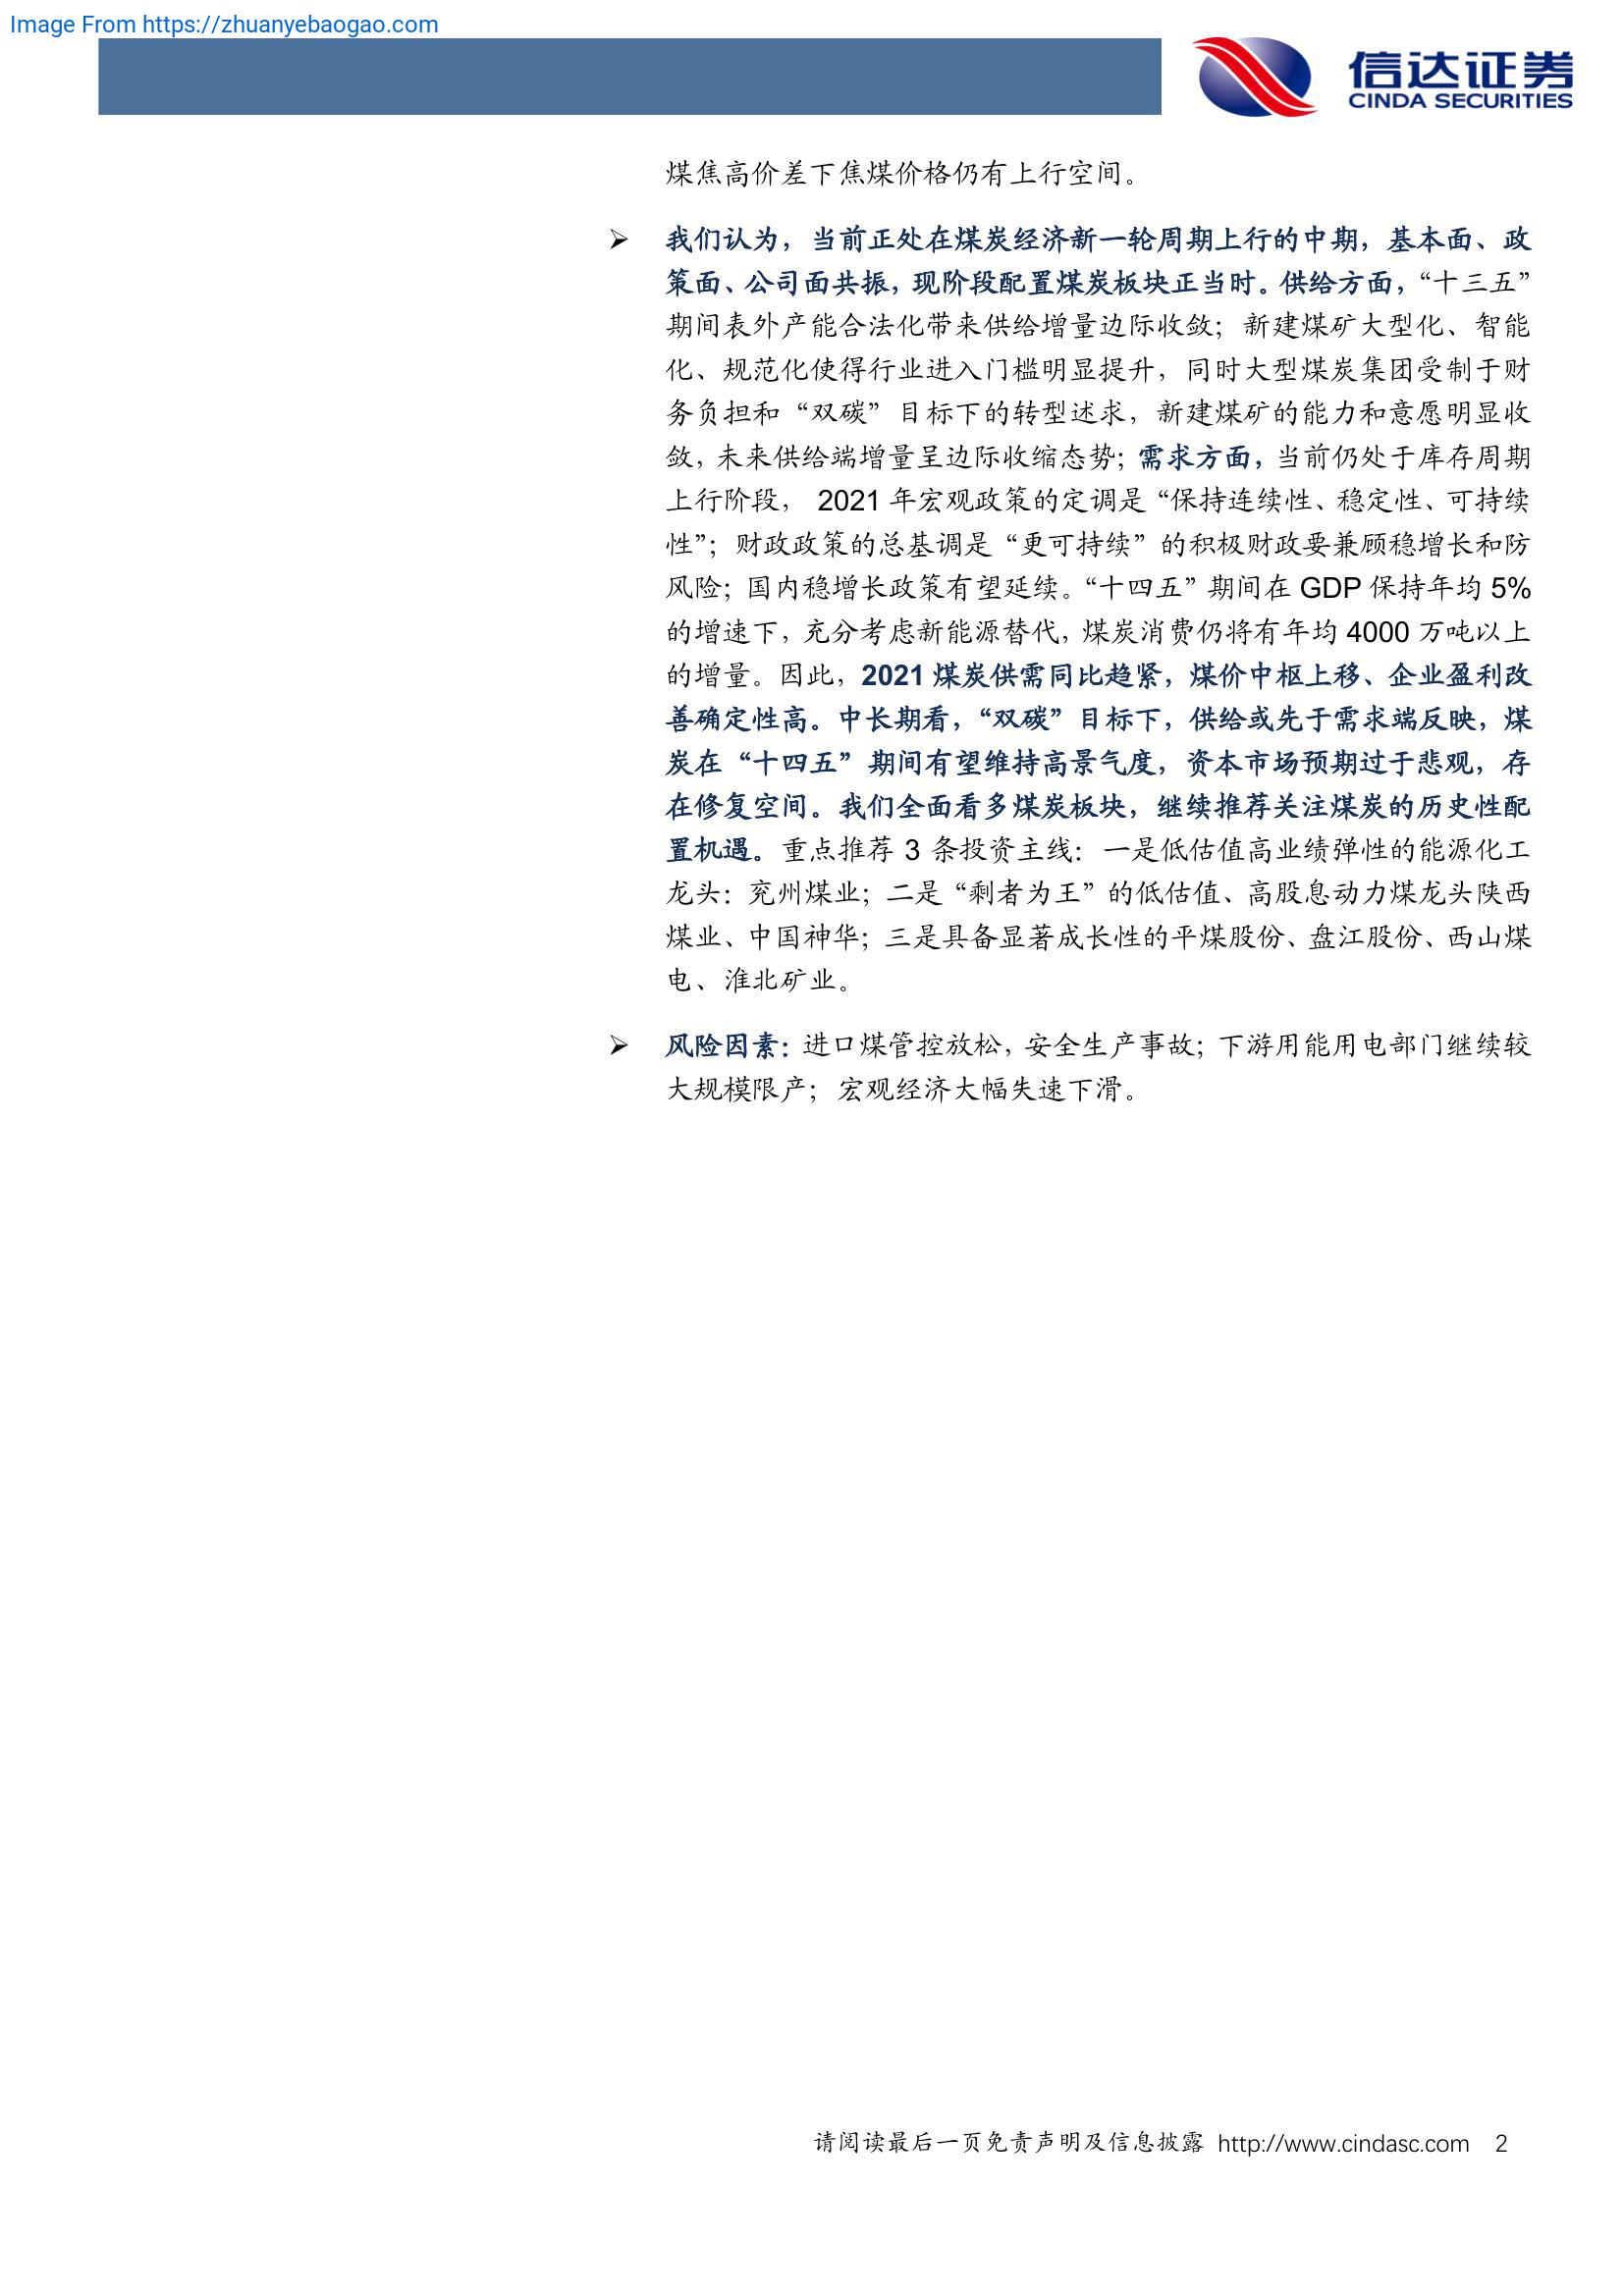 Image From https://zhuanyebaogao.com
信达证券
CINDA SECURITIES
煤焦高价差下焦煤价格仍有上行空间。
➢ 我们认为，当前正处在煤炭经济新一轮周期上行的中期，基本面、政
策面、公司面共振，现阶段配置煤炭板块正当时。供给方面，“十三五”
期间表外产能合法化带来供给增量边际收敛；新建煤矿大型化、智能
化、规范化使得行业进入门槛明显提升，同时大型煤炭集团受制于财
务负担和“双碳”目标下的转型述求，新建煤矿的能力和意愿明显收
敛，未来供给端增量呈边际收缩态势；需求方面，当前仍处于库存周期
上行阶段， 2021 年宏观政策的定调是“保持连续性、稳定性、可持续
性”；财政政策的总基调是“更可持续”的积极财政要兼顾稳增长和防
风险；国内稳增长政策有望延续。“十四五”期间在 GDP 保持年均 5%
的增速下，充分考虑新能源替代，煤炭消费仍将有年均 4000 万吨以上
的增量。因此，2021 煤炭供需同比趋紧，煤价中枢上移、企业盈利改
善确定性高。中长期看，“双碳”目标下，供给或先于需求端反映，煤
炭在“十四五”期间有望维持高景气度，资本市场预期过于悲观，存
在修复空间。我们全面看多煤炭板块，继续推荐关注煤炭的历史性配
置机遇。重点推荐 3 条投资主线：一是低估值高业绩弹性的能源化工
龙头：兖州煤业；二是“剩者为王”的低估值、高股息动力煤龙头陕西
煤业、中国神华；三是具备显著成长性的平煤股份、盘江股份、西山煤
电、淮北矿业。
➢ 风险因素：进口煤管控放松，安全生产事故；下游用能用电部门继续较
大规模限产；宏观经济大幅失速下滑。
请阅读最后一页免责声明及信息披露 http://www.cindasc.com 2